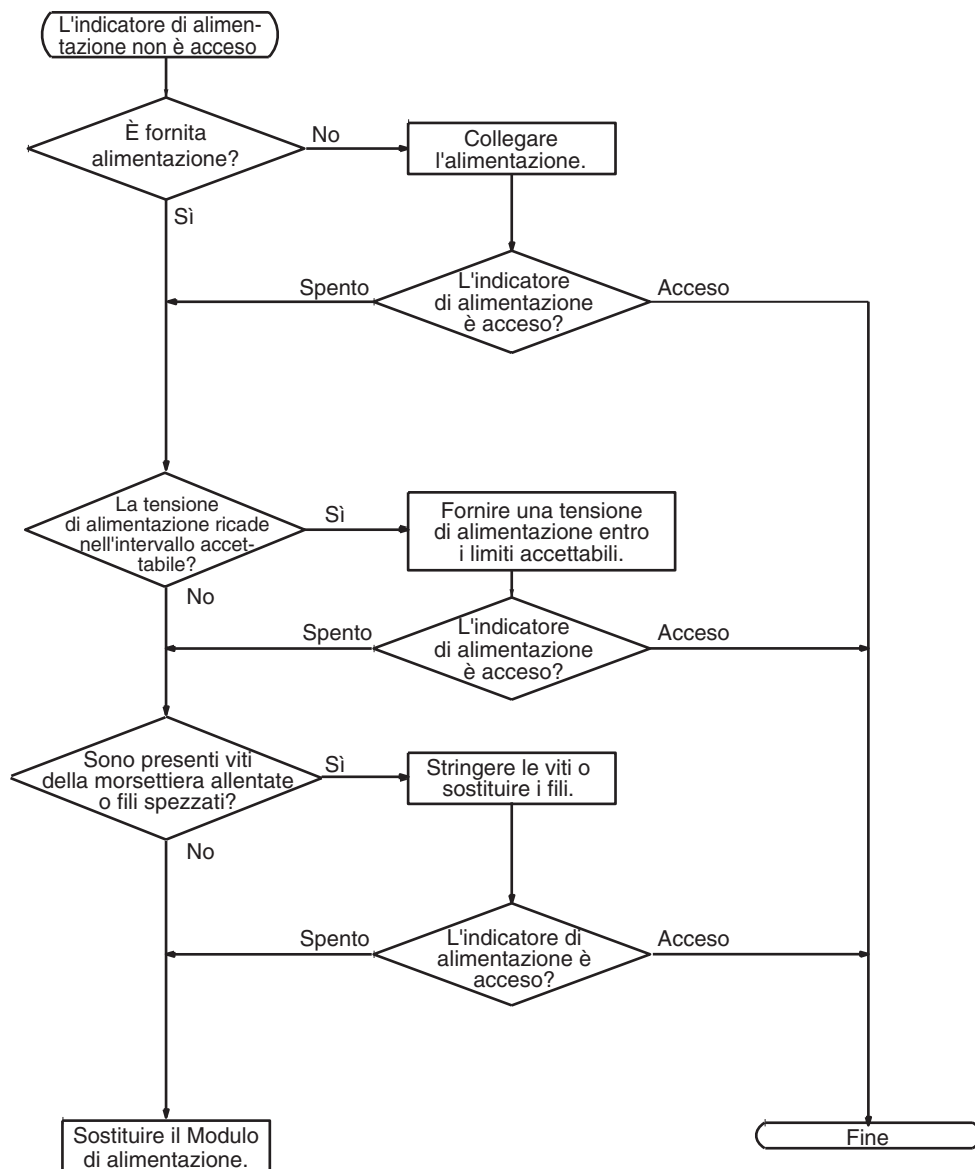 L'indicatore di alimen-
tazione non è acceso
È fornita
alimentazione?
No
Collegare
l'alimentazione.
Sì
Spento
L'indicatore
di alimentazione
è acceso?
Acceso
La tensione
di alimentazione ricade
nell'intervallo accet-
tabile?
Sì
Fornire una tensione
di alimentazione entro
i limiti accettabili.
No
Spento
L'indicatore
di alimentazione
è acceso?
Acceso
Sono presenti viti
della morsettiera allentate
o fili spezzati?
Sì
Stringere le viti o
sostituire i fili.
No
Spento
L'indicatore di
alimentazione è
acceso?
Acceso
Sostituire il Modulo
di alimentazione.
Fine